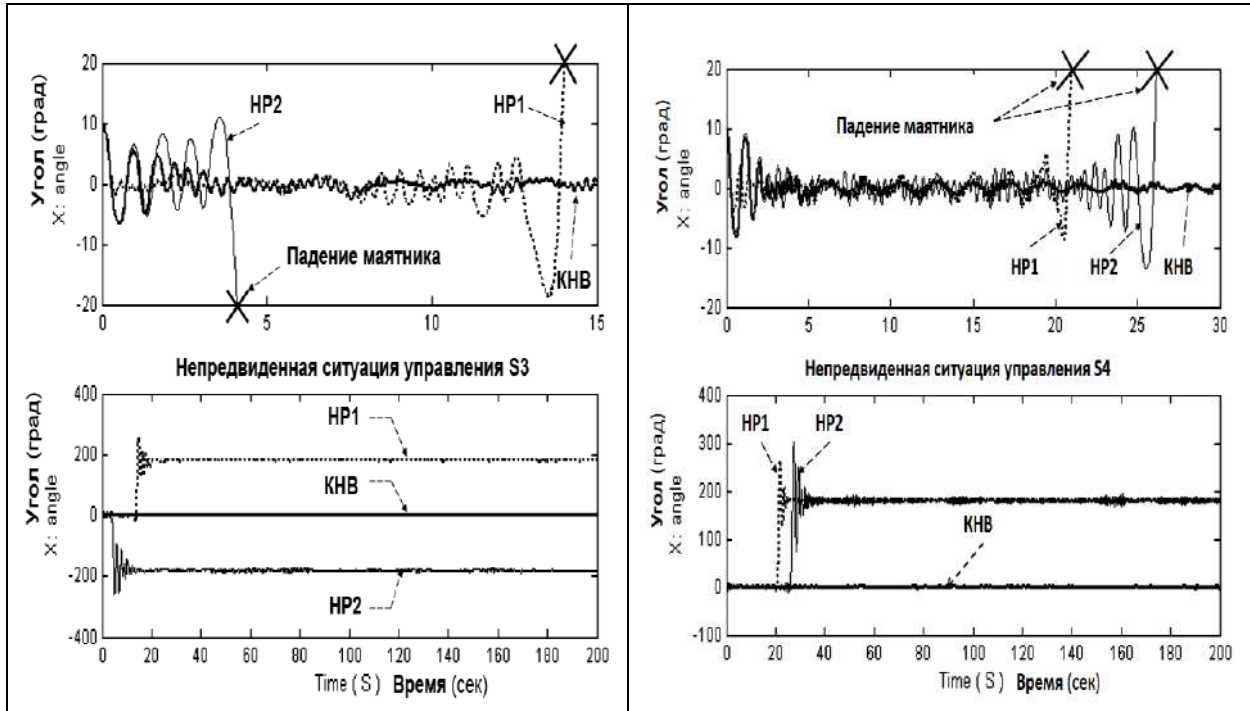 20
10
0
-10
-20
Угол (град)
X: angle
НР2
НР1
КНВ
Падение маятника
0
5
10
15
Непредвиденная ситуация управления S3
400
200
0
-200
-400
Угол (град)
X: angle
НР1
КНВ
НР2
0
20
40
60
80
100
120
140
160
180
200
Time ( S ) Время (сек)
20
10
0
-10
-20
Угол (град)
X: angle
Падение маятника
НР1
НР2
КНВ
0
5
10
15
20
25
30
Непредвиденная ситуация управления S4
400
300
200
100
0
-100
Угол (град)
X: angle
НР1
НР2
КНВ
0
20
40
60
80
100
120
140
160
180
200
Time ( S ) Время (сек)